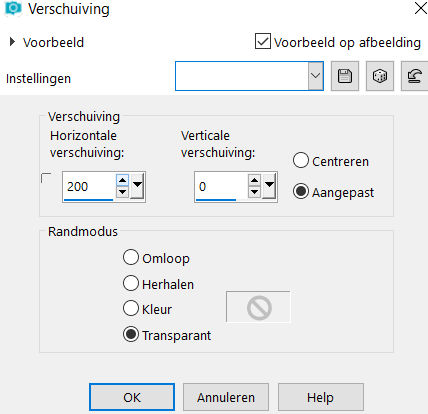 Verschuiving
Voorbeeld
Voorbeeld op afbeelding
Instellingen
Verschuiving
Horizontale verschuiving:
Verticale verschuiving:
200
0
Centreren
Aangepast
Randmodus
Omloop
Herhalen
Kleur
Transparant
OK
Annuleren
Help